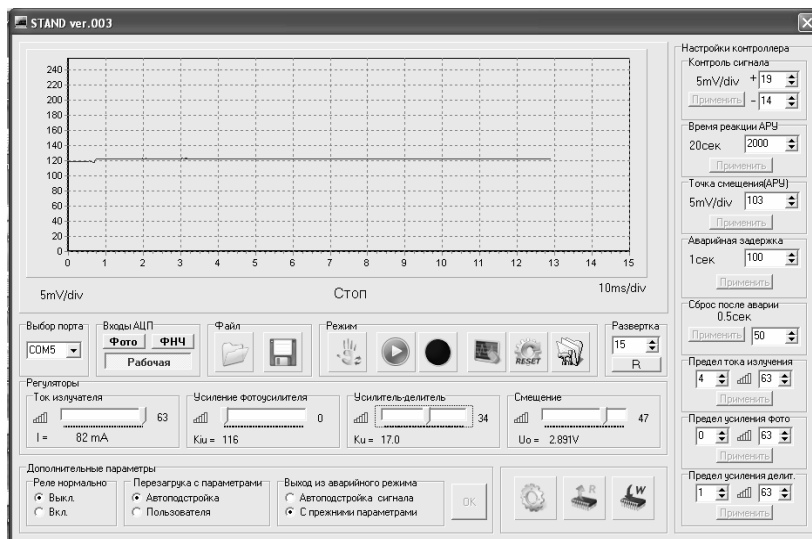 STAND ver.003
240
220
200
180
160
140
120
100
80
60
40
20
0
0 1 2 3 4 5 6 7 8 9 10 11 12 13 14 15
5mV/div Стоп 10ms/div
Выбор порта
COM5
Входы АЦП
Фото ФНЧ
Рабочая
Файл
Режим
RESET
Развертка
15
R
Регуляторы
Ток излучателя
63
I = 82 mA
Усиление фотоусилителя
0
Kiu = 116
Усилитель-делитель
34
Ku = 17.0
Смещение
47
Uo = 2.891V
Дополнительные параметры
Реле нормально
Выкл.
Вкл.
Перезагрука с параметрами
Автоподстройка
Пользователя
Выход из аварийного режима
Автоподстройка сигнала
С прежними параметрами
OK
R
W
Настройки контроллера
Контроль сигнала
5mV/div + 19
Применить - 14
Время реакции АРУ
20сек 2000
Применить
Точка смещения(АРУ)
5mV/div 103
Применить
Аварийная задержка
1сек 100
Применить
Сброс после аварии
0.5сек
Применить 50
Предел тока излучения
4 63
Применить
Предел усиления фото
0 63
Применить
Предел усиления делит.
1 63
Применить